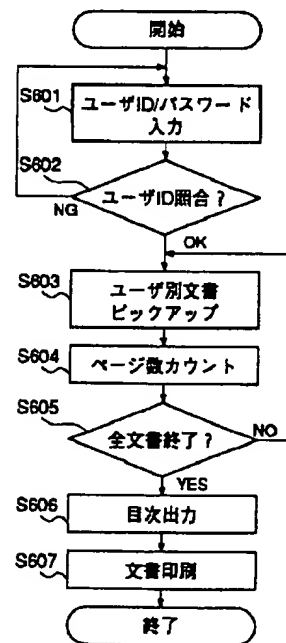 開始
S601
ユーザID/パスワード
入力
S602
ユーザID照合?
NG
OK
S603
ユーザ別文書
ピックアップ
S604
ページ数カウント
S605
全文書終了?
NO
YES
S606
目次出力
S607
文書印刷
終了